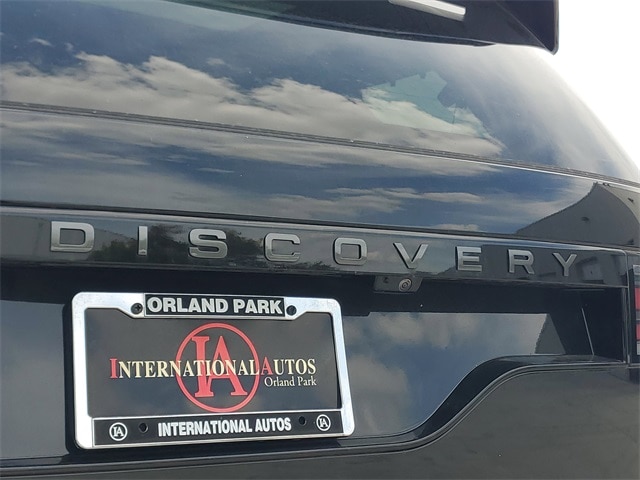 DISCOVERY
ORLAND PARK
INTERNATIONAL AUTOS
IA
Orland Park
IA INTERNATIONAL AUTOS IA